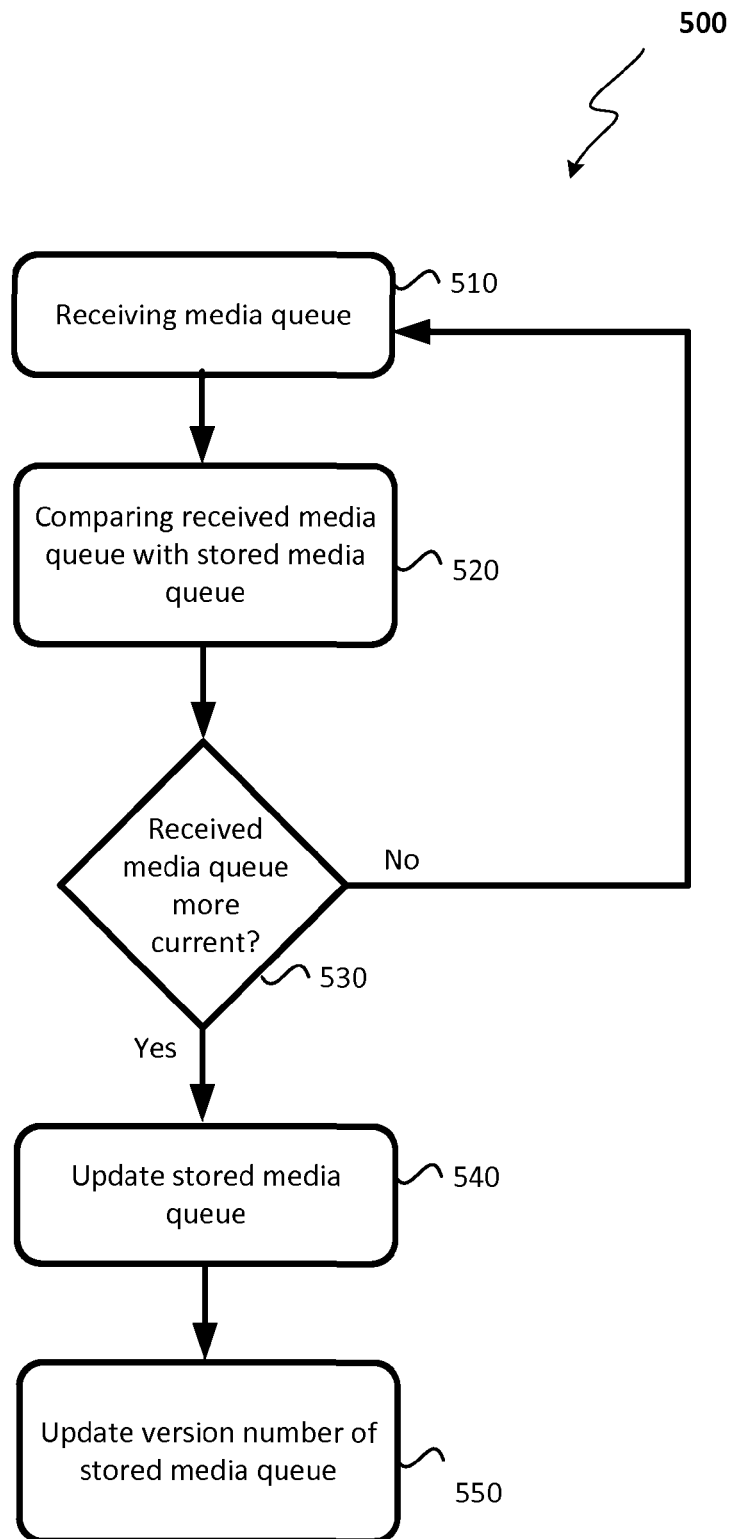 500
Receiving media queue
510
Comparing received media
queue with stored media
queue
520
Received
media queue
more
current?
No
530
Yes
Update stored media
queue
540
Update version number of
stored media queue
550